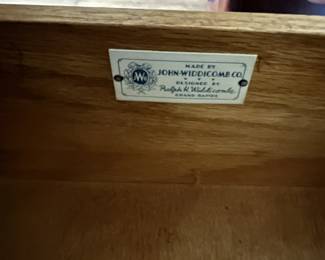 MADE BY
JOHN·WIDDICOMB·CO.
DESIGNED BY
Ralph H. Widdicomb
GRAND RAPIDS